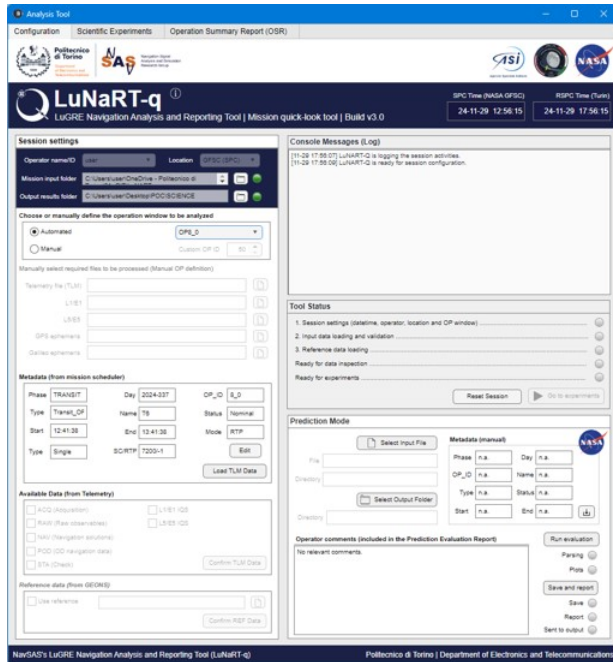 Analysis Tool
Configuration Scientific Experiments Operation Summary Report (OSR)
Politecnico
di Torino
NavSAS
asi
NASA
LuNaRT-q
LuGRE Navigation Analysis and Reporting Tool | Mission quick-look tool | Build v3.0
SPC Time (NASA GFSC) RSPC Time (Turin)
24-11-29 12:56:15 24-11-29 17:56:15
Session settings
Operator name/ID user Location GFSC (SPC)
Mission input folder C:\Users\user\OneDrive - Politecnico di
Output results folder C:\Users\user\Desktop\POC\SCIENCE
Choose or manually define the operation window to be analyzed
Automated OP8_0
Manual Custom OP ID 50
Manually select required files to be processed (Manual OP definition)
Telemetry file (TLM)
L1/E1
L5/E5
GPS ephemeris
Galileo ephemeris
Metadata (from mission scheduler)
Phase TRANSIT Day 2024-337 OP_ID 8_0
Type Transit_OF Name T8 Status Nominal
Start 12:41:38 End 13:41:38 Mode RTP
Type Single SC/RTP 7200/-1 Edit
Load TLM Data
Available Data (from Telemetry)
ACQ (Acquisition) L1/E1 IQS
RAW (Raw observables) L5/E5 IQS
NAV (Navigation solutions)
POD (OD navigation data)
STA (Check) Confirm TLM Data
Reference data (from GEONS)
Use reference
Confirm REF Data
Console Messages (Log)
[11-29 17:56:07] LuNART-Q is logging the session activities.
[11-29 17:56:09] LuNART-Q is ready for session configuration.
Tool Status
1. Session settings (datetime, operator, location and OP window)
2. Input data loading and validation
3. Reference data loading
Ready for data inspection
Ready for experiments
Reset Session Go to experiments
Prediction Mode
Select Input File
File
Directory
Select Output Folder
Directory
Metadata (manual)
NASA
Phase n.a. Day n.a.
OP_ID n.a. Name n.a.
Type n.a. Status n.a.
Start n.a. End n.a.
Operator comments (included in the Prediction Evaluation Report)
No relevant comments.
Run evaluation
Parsing
Plots
Save and report
Save
Report
Sent to output
NavSAS's LuGRE Navigation Analysis and Reporting Tool (LuNaRT-q) Politecnico di Torino | Department of Electronics and Telecommunications